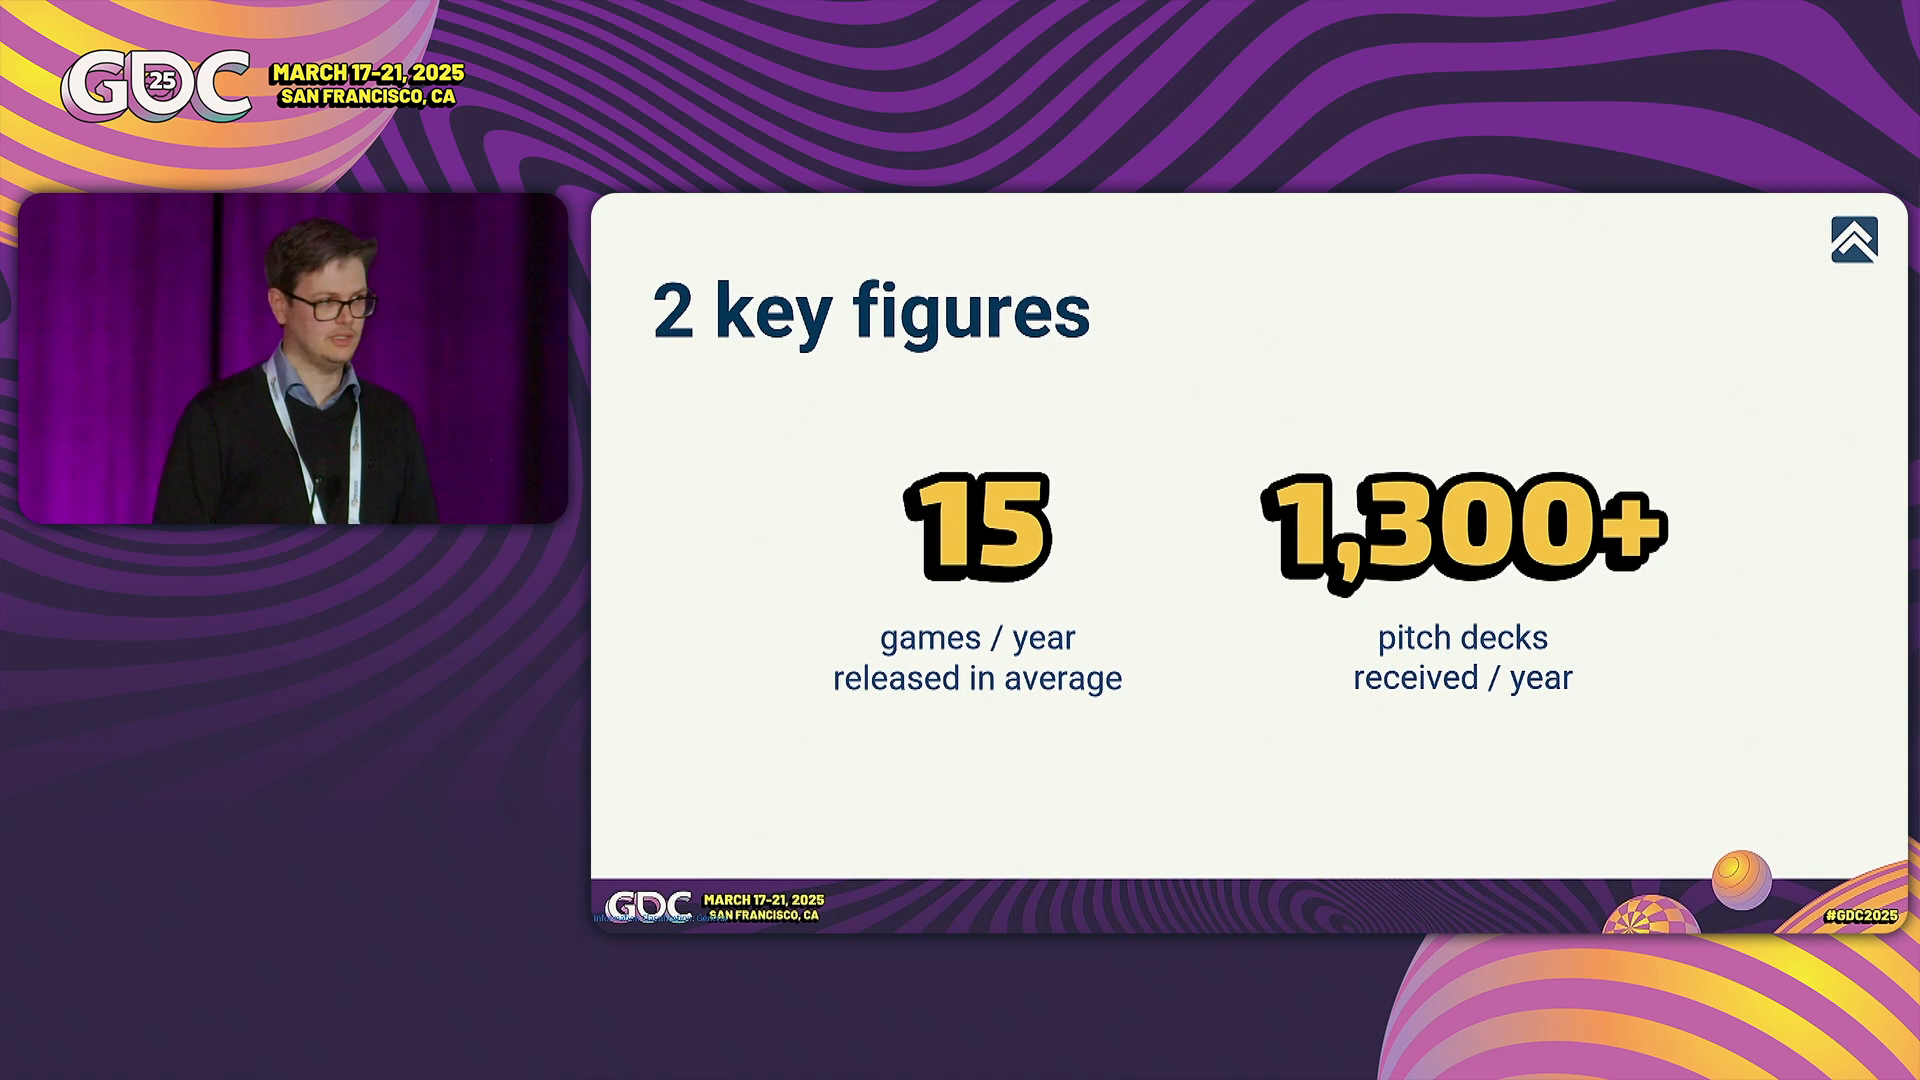 GDC 25
MARCH 17-21, 2025
SAN FRANCISCO, CA
2 key figures
15
games / year
released in average
1,300+
pitch decks
received / year
GDC
MARCH 17-21, 2025
SAN FRANCISCO, CA
#GDC2025